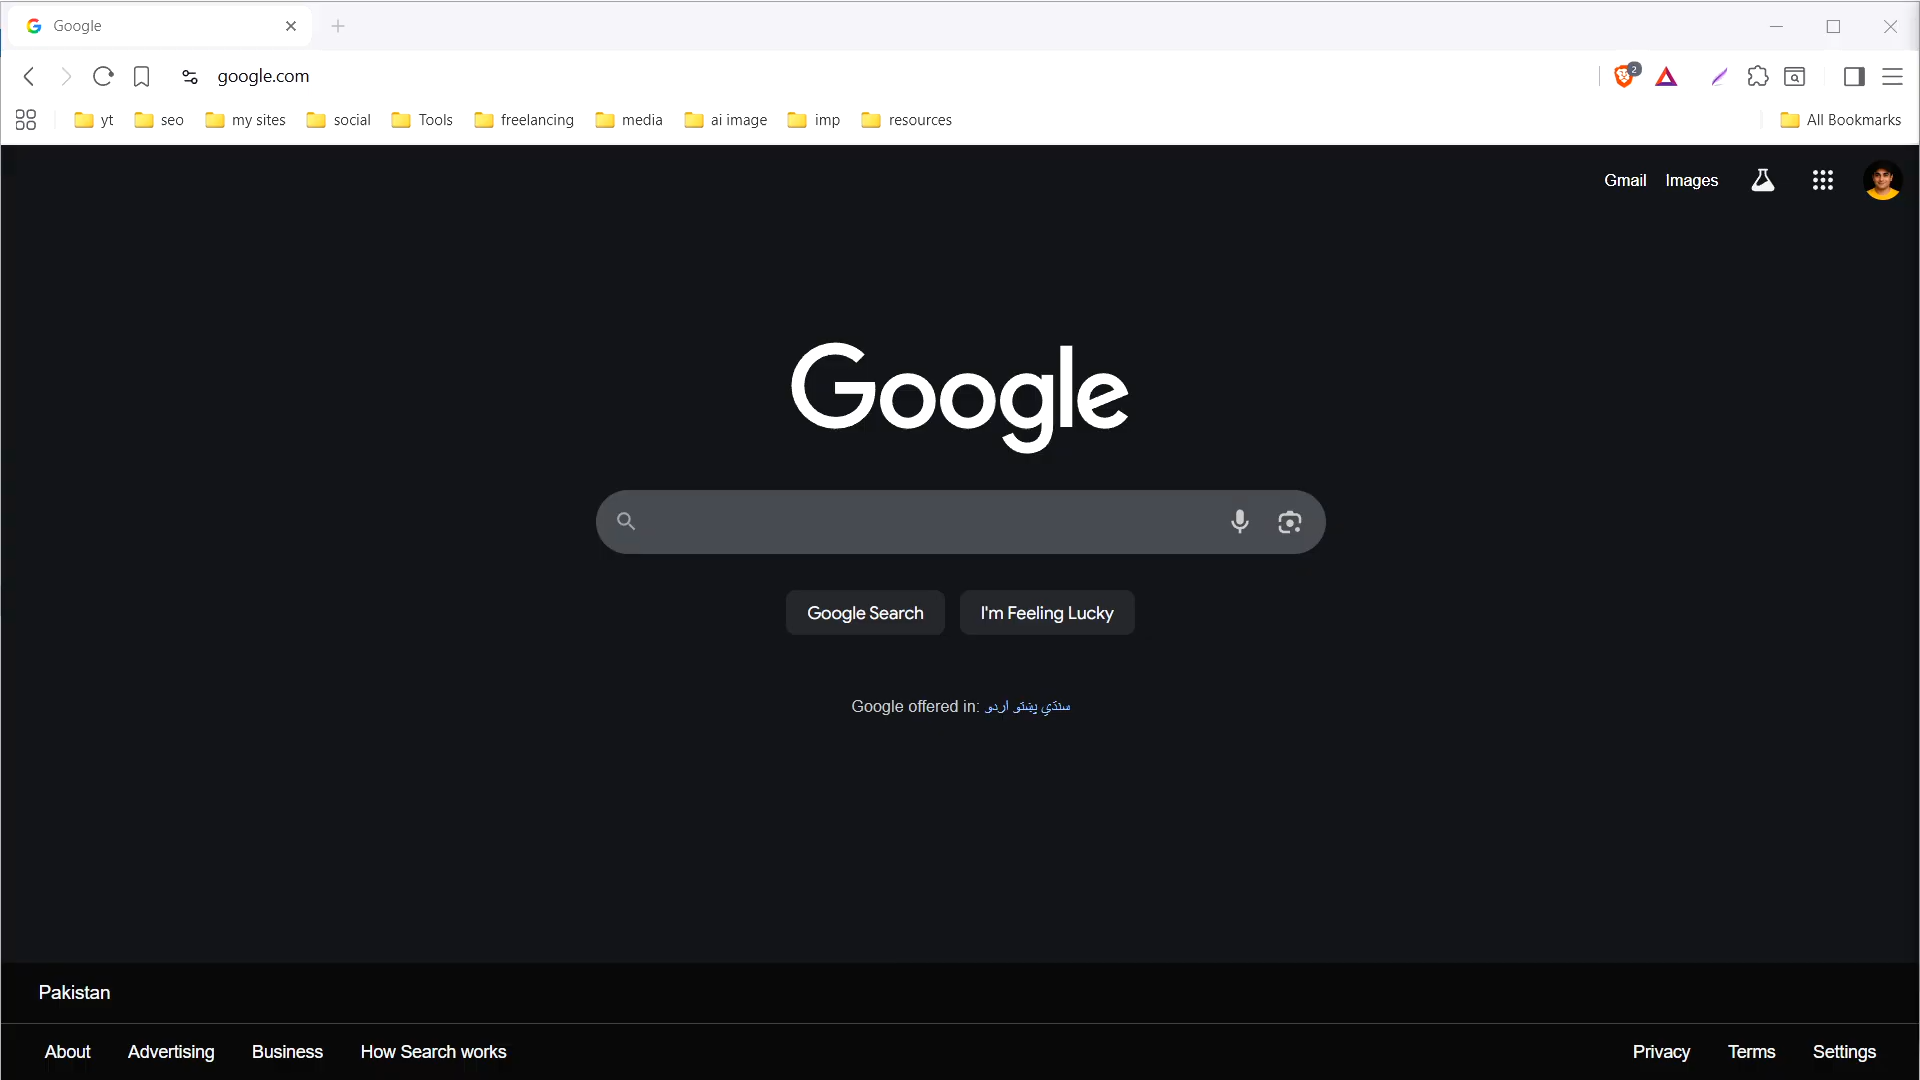 Google
google.com
2
yt seo my sites social Tools freelancing media ai image imp resources All Bookmarks
Gmail Images
Google
Google Search I'm Feeling Lucky
Google offered in: اردو پښتو سنڌي
Pakistan
About Advertising Business How Search works Privacy Terms Settings